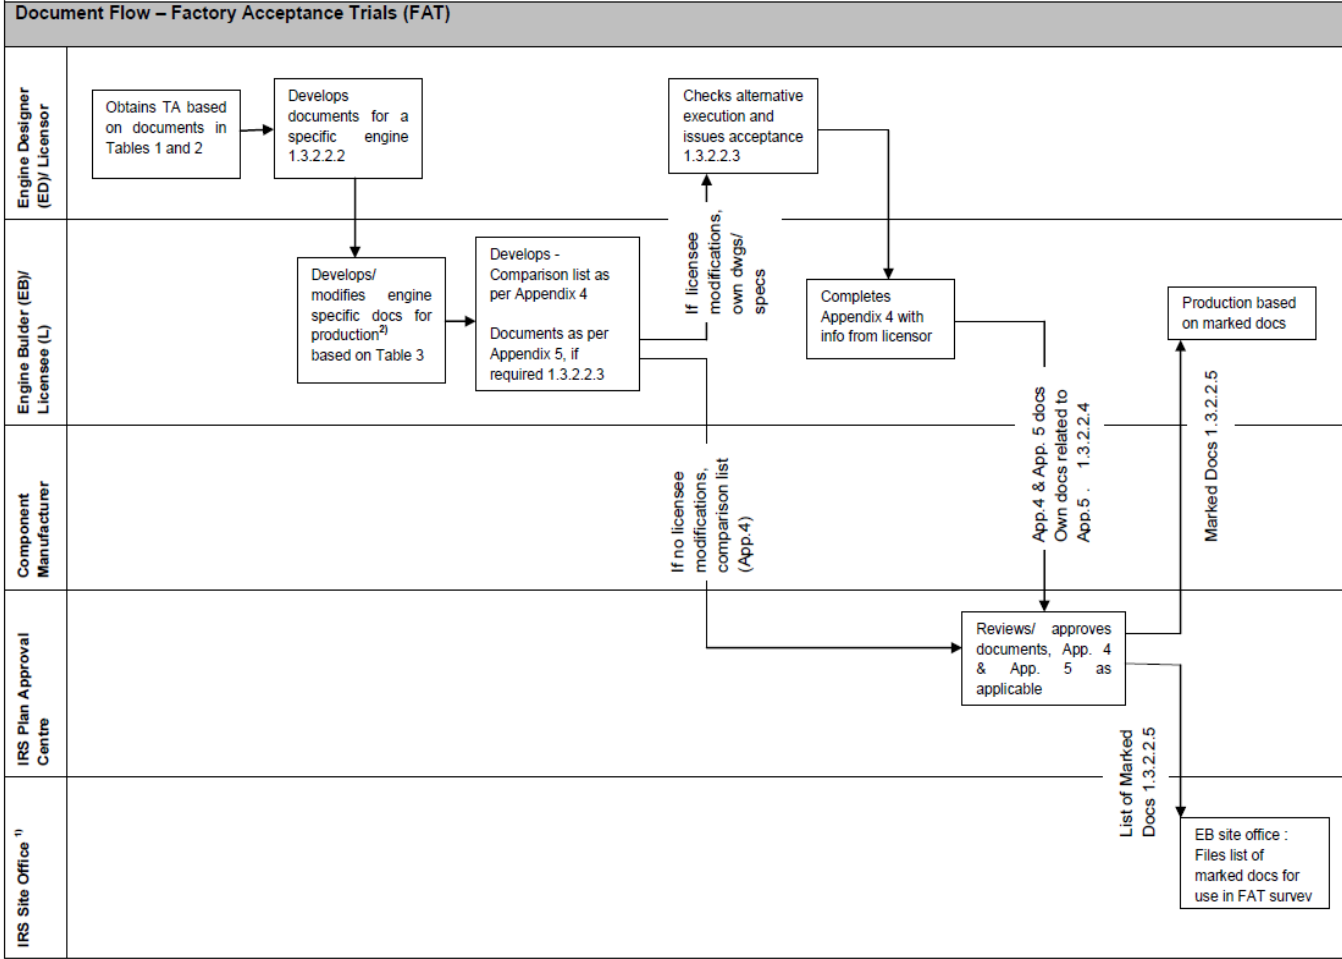 Document Flow – Factory Acceptance Trials (FAT)
Engine Designer
(ED)/ Licensor
Obtains TA based
on documents in
Tables 1 and 2
Develops
documents for a
specific engine
1.3.2.2.2
Checks alternative
execution and
issues acceptance
1.3.2.2.3
Engine Bulder (EB)/
Licensee (L)
Develops/
modifies engine
specific docs for
production2)
based on Table 3
Develops -
Comparison list as
per Appendix 4
Documents as per
Appendix 5, if
required 1.3.2.2.3
If licensee
modifications,
own dwgs/
specs
Completes
Appendix 4 with
info from licensor
Production based
on marked docs
Component
Manufacturer
If no licensee
modifications,
comparison list
(App.4)
App.4 & App. 5 docs
Own docs related to
App.5 . 1.3.2.2.4
Marked Docs 1.3.2.2.5
IRS Plan Approval
Centre
Reviews/ approves
documents, App. 4
& App. 5 as
applicable
List of Marked
Docs 1.3.2.2.5
IRS Site Office 1)
EB site office :
Files list of
marked docs for
use in FAT survey